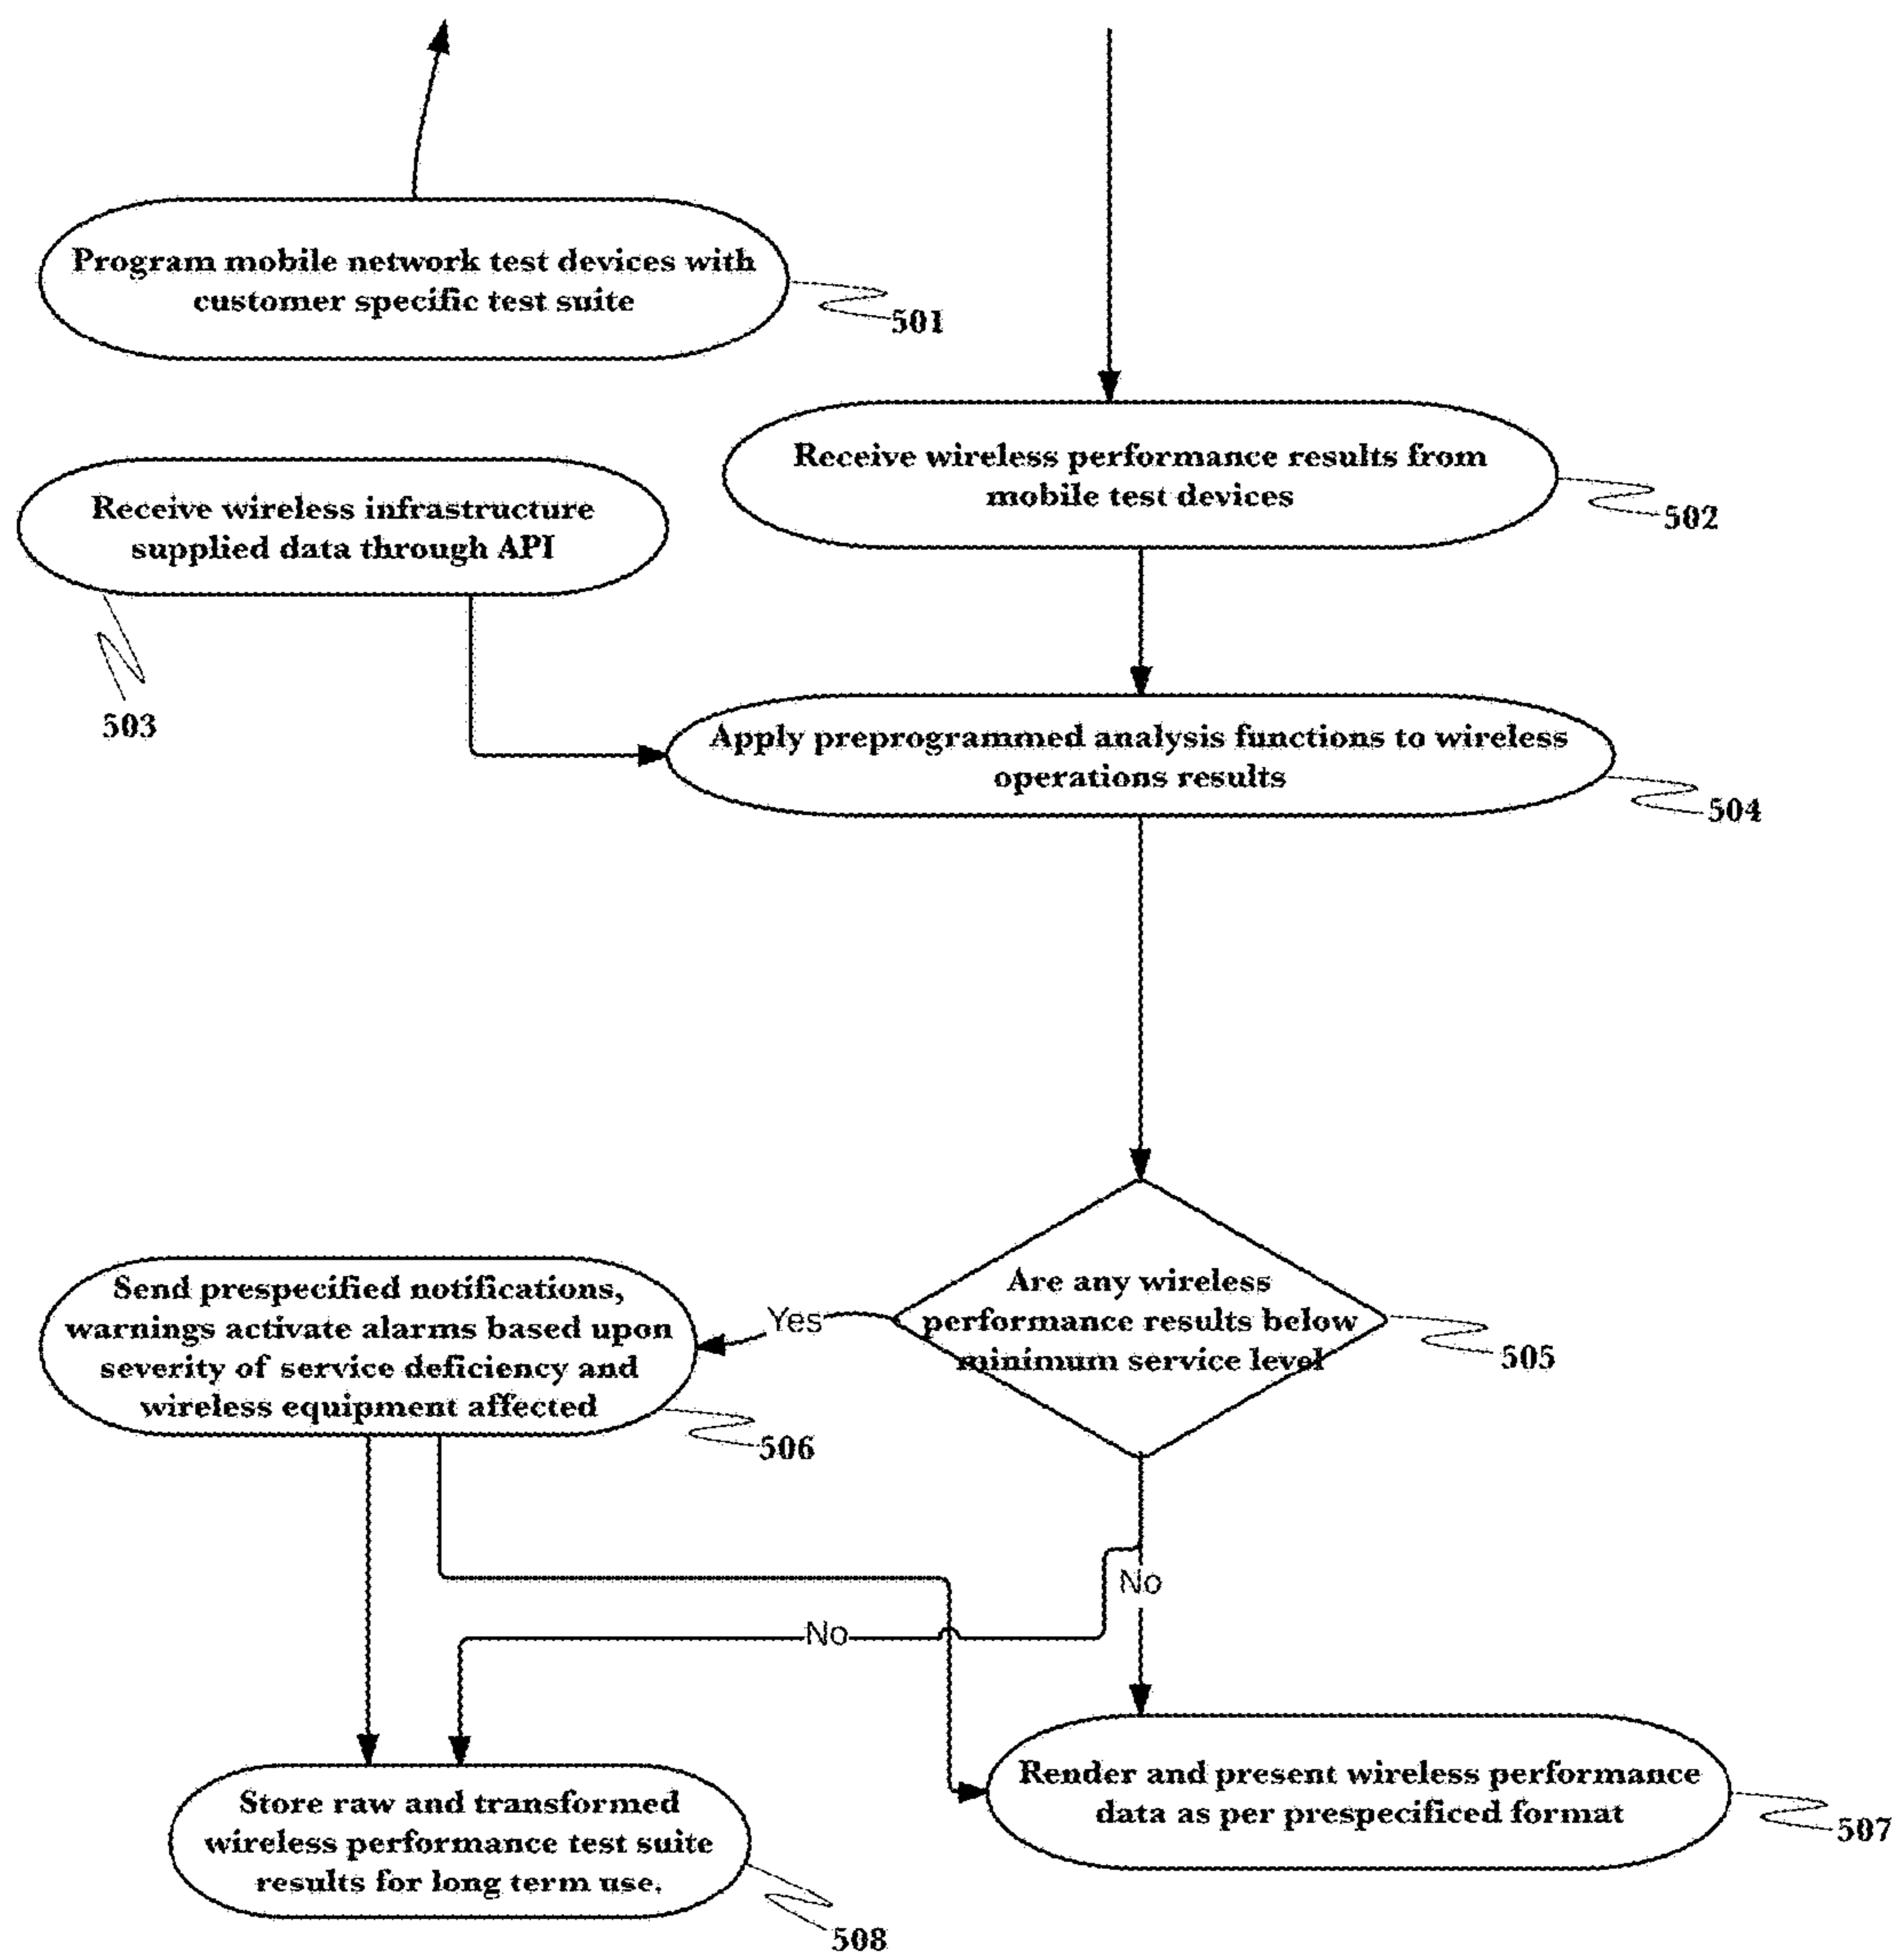 Program mobile network test devices with
customer specific test suite
501
Receive wireless performance results from
mobile test devices
502
Receive wireless infrastructure
supplied data through API
503
Apply preprogrammed analysis functions to wireless
operations results
504
Are any wireless
performance results below
minimum service level
505
Yes
Send prespecified notifications,
warnings activate alarms based upon
severity of service deficiency and
wireless equipment affected
506
No
No
Render and present wireless performance
data as per prespecificed format
507
Store raw and transformed
wireless performance test suite
results for long term use.
508